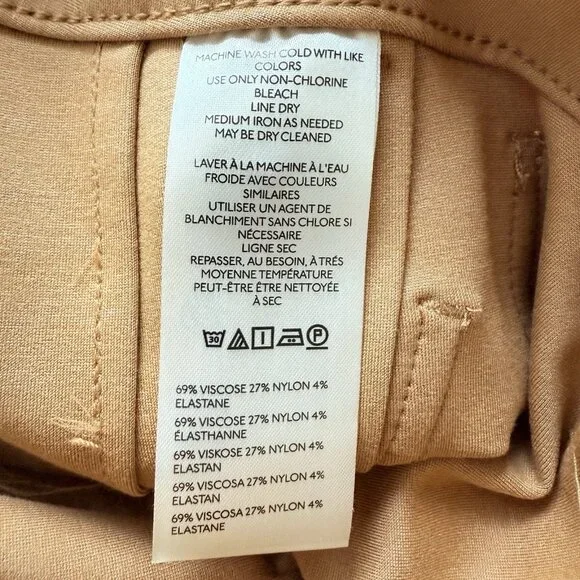 MACHINE WASH COLD WITH LIKE
COLORS
USE ONLY NON-CHLORINE
BLEACH
LINE DRY
MEDIUM IRON AS NEEDED
MAY BE DRY CLEANED
LAVER À LA MACHINE À L'EAU
FROIDE AVEC COULEURS
SIMILAIRES
UTILISER UN AGENT DE
BLANCHIMENT SANS CHLORE SI
NÉCESSAIRE
LIGNE SEC
REPASSER, AU BESOIN, À TRÉS
MOYENNE TEMPÉRATURE
PEUT-ÊTRE ÊTRE NETTOYÉE
À SEC
30 P
69% VISCOSE 27% NYLON 4%
ELASTANE
69% VISCOSE 27% NYLON 4%
ÉLASTHANNE
69% VISKOSE 27% NYLON 4%
ELASTAN
69% VISCOSA 27% NYLON 4%
ELASTAN
69% VISCOSA 27% NYLON 4%
ELASTANE